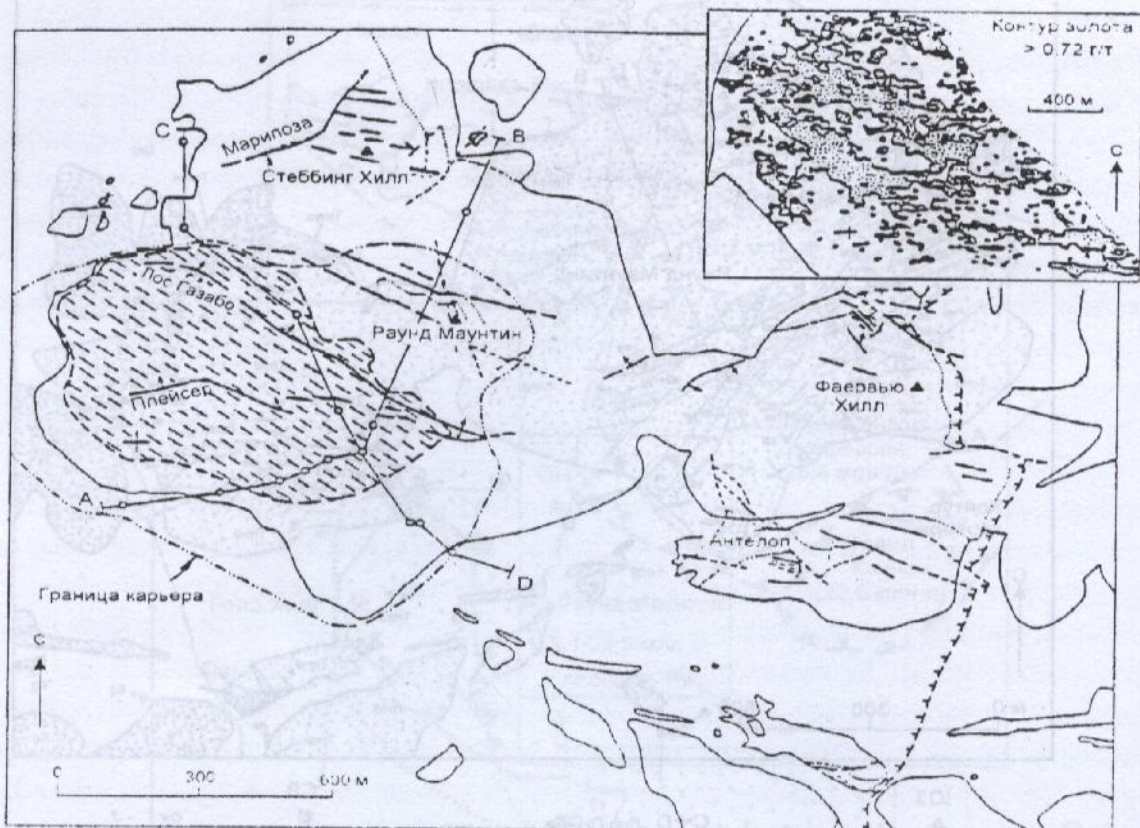 Контур золота
> 0,72 г/т
400 м
С
C
B
Марипоза
Стеббинг Хилл
Лос Газабо
Раунд Маунтин
Плейсер
Фаервью
Хилл
A
Антелоп
D
Граница карьера
С
0 300 600 м